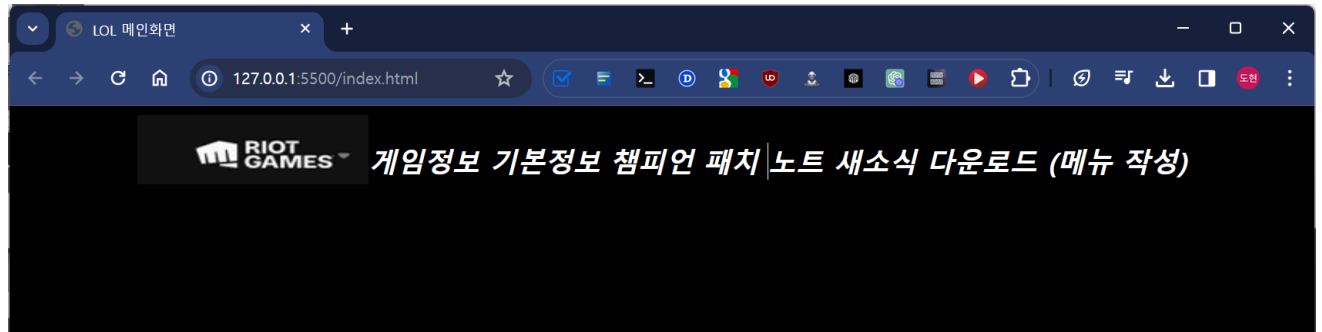 LOL 메인화면
127.0.0.1:5500/index.html
도현
RIOT
GAMES
게임정보 기본정보 챔피언 패치 노트 새소식 다운로드 (메뉴 작성)